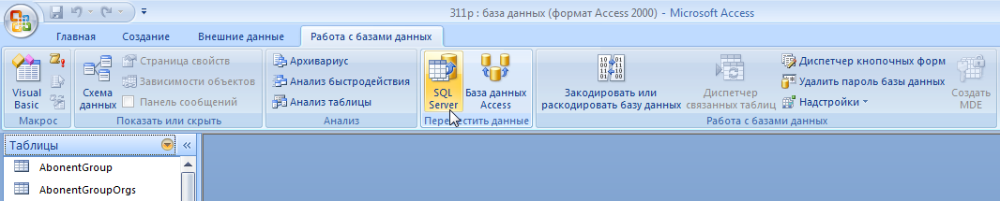 311p : база данных (формат Access 2000) - Microsoft Access
Главная Создание Внешние данные Работа с базами данных
Visual Basic
Макрос
Схема данных
Страница свойств
Зависимости объектов
Панель сообщений
Показать или скрыть
Архивариус
Анализ быстродействия
Анализ таблицы
Анализ
SQL Server
База данных Access
Переместить данные
Закодировать или раскодировать базу данных
Диспетчер связанных таблиц
Диспетчер кнопочных форм
Удалить пароль базы данных
Надстройки
Создать MDE
Работа с базами данных
Таблицы
AbonentGroup
AbonentGroupOrgs